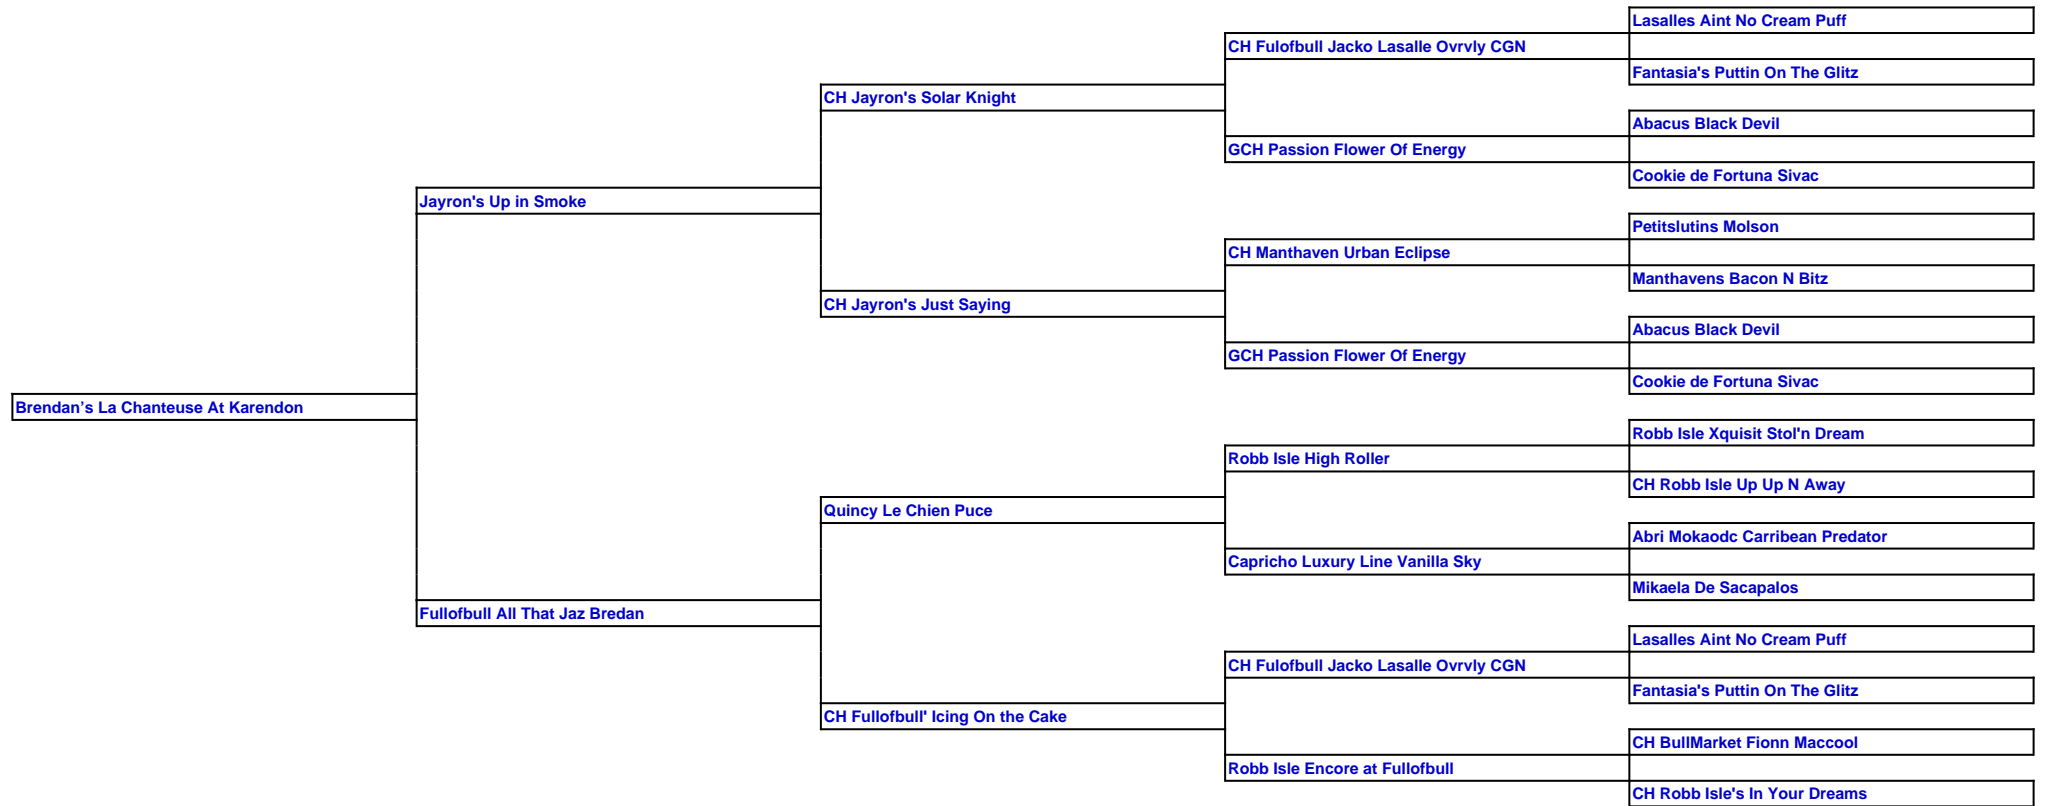 Lasalles Aint No Cream Puff
CH Fulofbull Jacko Lasalle Ovrvly CGN
Fantasia's Puttin On The Glitz
CH Jayron's Solar Knight
Abacus Black Devil
GCH Passion Flower Of Energy
Cookie de Fortuna Sivac
Jayron's Up in Smoke
Petitslutins Molson
CH Manthaven Urban Eclipse
Manthavens Bacon N Bitz
CH Jayron's Just Saying
Abacus Black Devil
GCH Passion Flower Of Energy
Cookie de Fortuna Sivac
Brendan’s La Chanteuse At Karendon
Robb Isle Xquisit Stol'n Dream
Robb Isle High Roller
CH Robb Isle Up Up N Away
Quincy Le Chien Puce
Abri Mokaodc Carribean Predator
Capricho Luxury Line Vanilla Sky
Mikaela De Sacapalos
Fullofbull All That Jaz Bredan
Lasalles Aint No Cream Puff
CH Fulofbull Jacko Lasalle Ovrvly CGN
Fantasia's Puttin On The Glitz
CH Fullofbull' Icing On the Cake
CH BullMarket Fionn Maccool
Robb Isle Encore at Fullofbull
CH Robb Isle's In Your Dreams